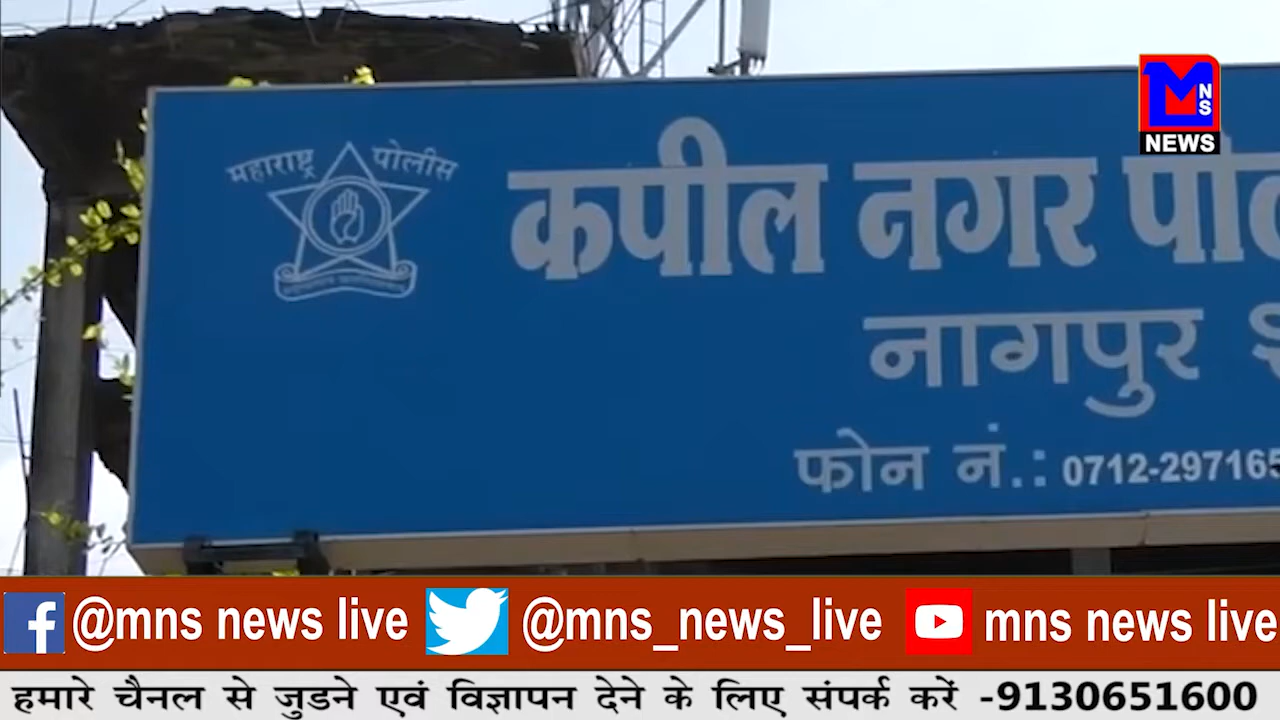 MNS
NEWS
महाराष्ट्र पोलीस
कपील नगर
नागपुर
फोन नं.: 0712-297165
@mns news live @mns_news_live mns news live
हमारे चैनल से जुडने एवं विज्ञापन देने के लिए संपर्क करें -9130651600